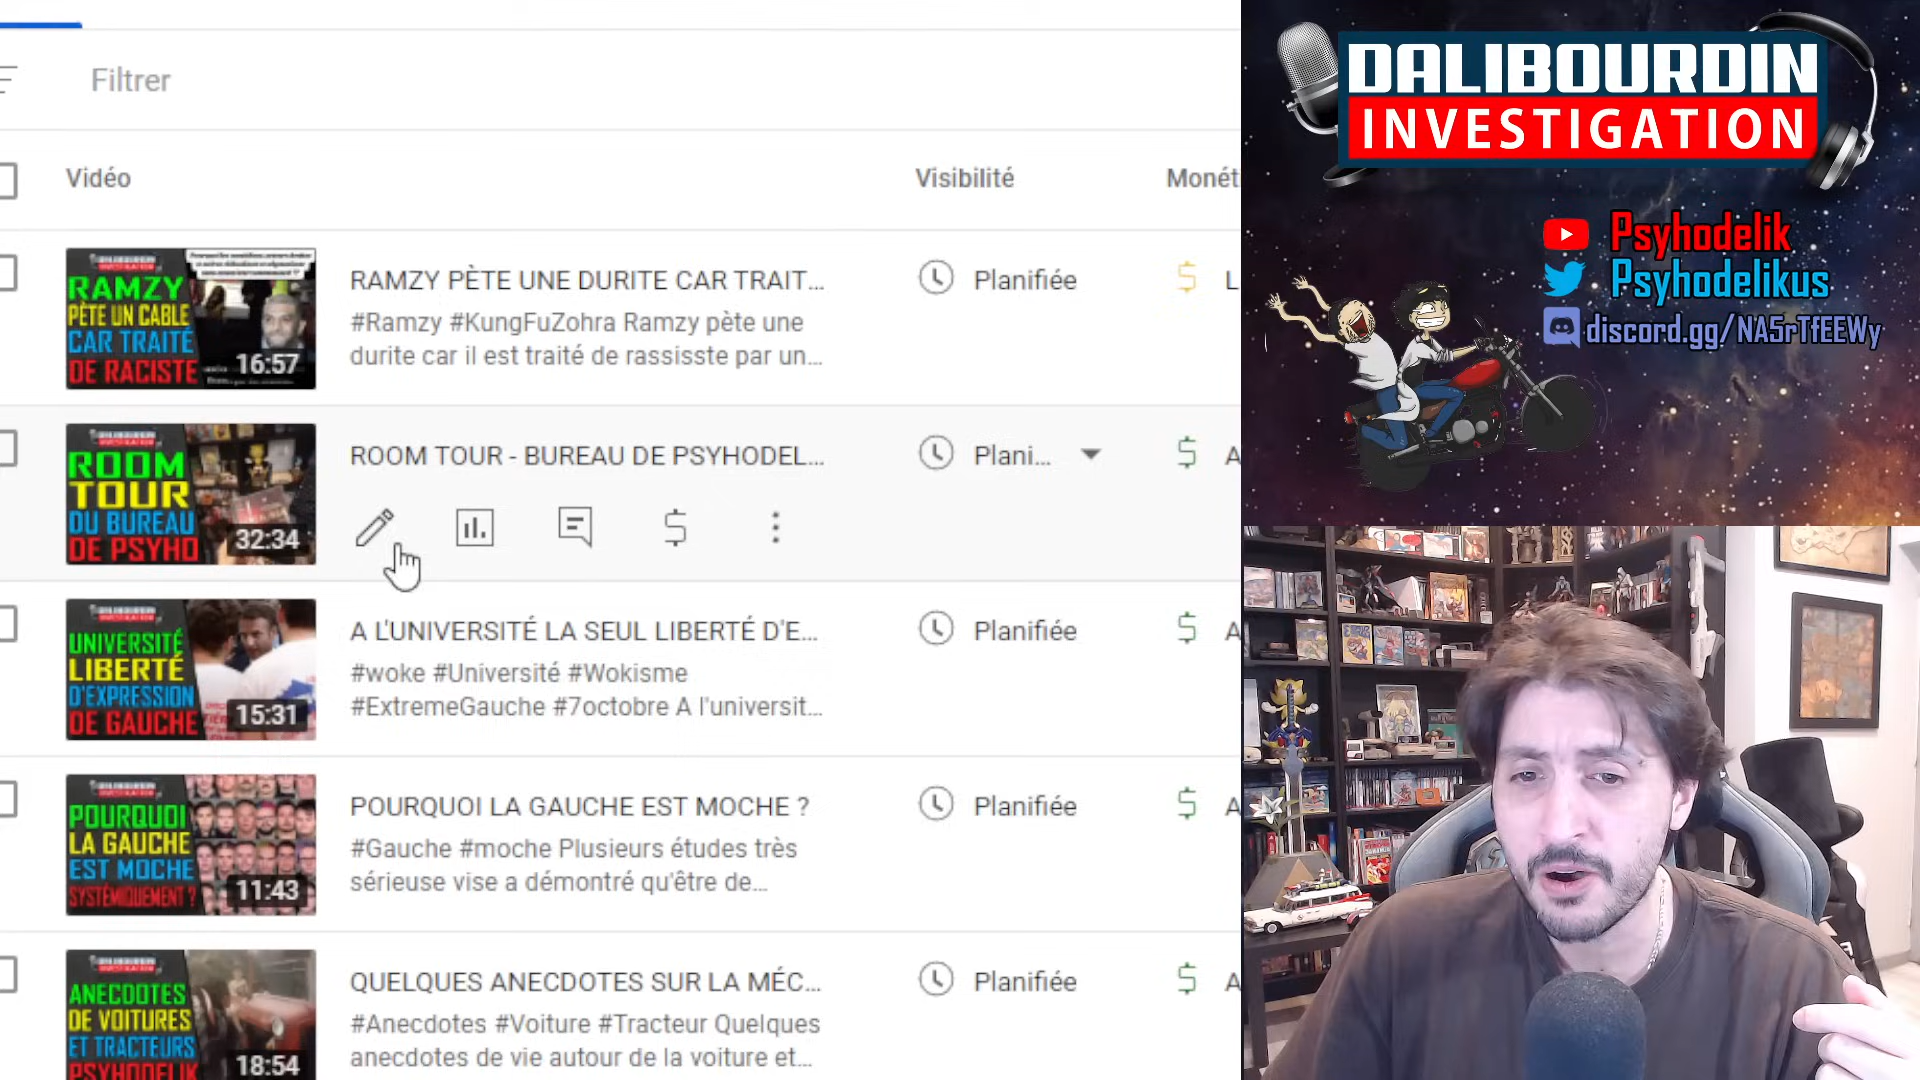 Filtrer
Vidéo
Visibilité
Monét
RAMZY
PÈTE UN CABLE
CAR TRAITÉ
DE RACISTE
16:57
RAMZY PÈTE UNE DURITE CAR TRAIT...
#Ramzy #KungFuZohra Ramzy pète une
durite car il est traité de rassisste par un...
Planifiée
L
ROOM
TOUR
DU BUREAU
DE PSYHO
32:34
ROOM TOUR - BUREAU DE PSYHODEL...
Plani...
A
UNIVERSITÉ
LIBERTÉ
D'EXPRESSION
DE GAUCHE
15:31
A L'UNIVERSITÉ LA SEUL LIBERTÉ D'E...
#woke #Université #Wokisme
#ExtremeGauche #7octobre A l'universit...
Planifiée
A
POURQUOI
LA GAUCHE
EST MOCHE
SYSTÉMIQUEMENT ?
11:43
POURQUOI LA GAUCHE EST MOCHE ?
#Gauche #moche Plusieurs études très
sérieuse vise a démontré qu'être de...
Planifiée
A
ANECDOTES
DE VOITURES
ET TRACTEURS
PSYHODELIK
18:54
QUELQUES ANECDOTES SUR LA MÉC...
#Anecdotes #Voiture #Tracteur Quelques
anecdotes de vie autour de la voiture et...
Planifiée
A
DALIBOURDIN
INVESTIGATION
Psyhodelik
Psyhodelikus
discord.gg/NA5rTfEEWy